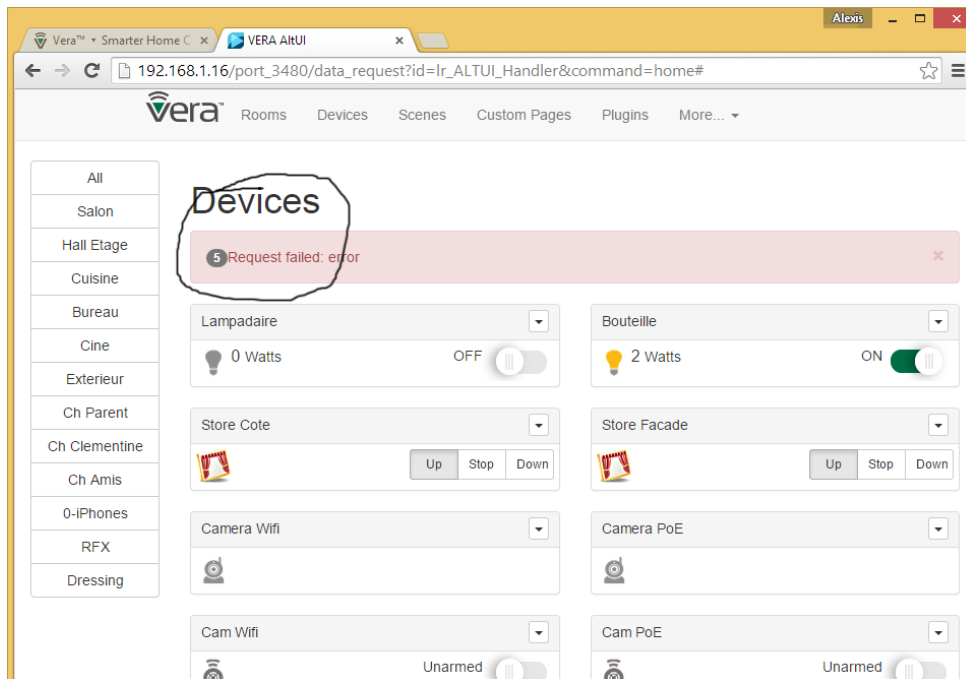 Alexis
Vera™ • Smarter Home C
VERA AltUI
192.168.1.16/port_3480/data_request?id=lr_ALTUI_Handler&command=home#
vera™ Rooms Devices Scenes Custom Pages Plugins More...
All
Salon
Hall Etage
Cuisine
Bureau
Cine
Exterieur
Ch Parent
Ch Clementine
Ch Amis
0-iPhones
RFX
Dressing
Devices
5 Request failed: error ×
Lampadaire
0 Watts OFF
Bouteille
2 Watts ON
Store Cote
Up Stop Down
Store Facade
Up Stop Down
Camera Wifi
Camera PoE
Cam Wifi
Unarmed
Cam PoE
Unarmed